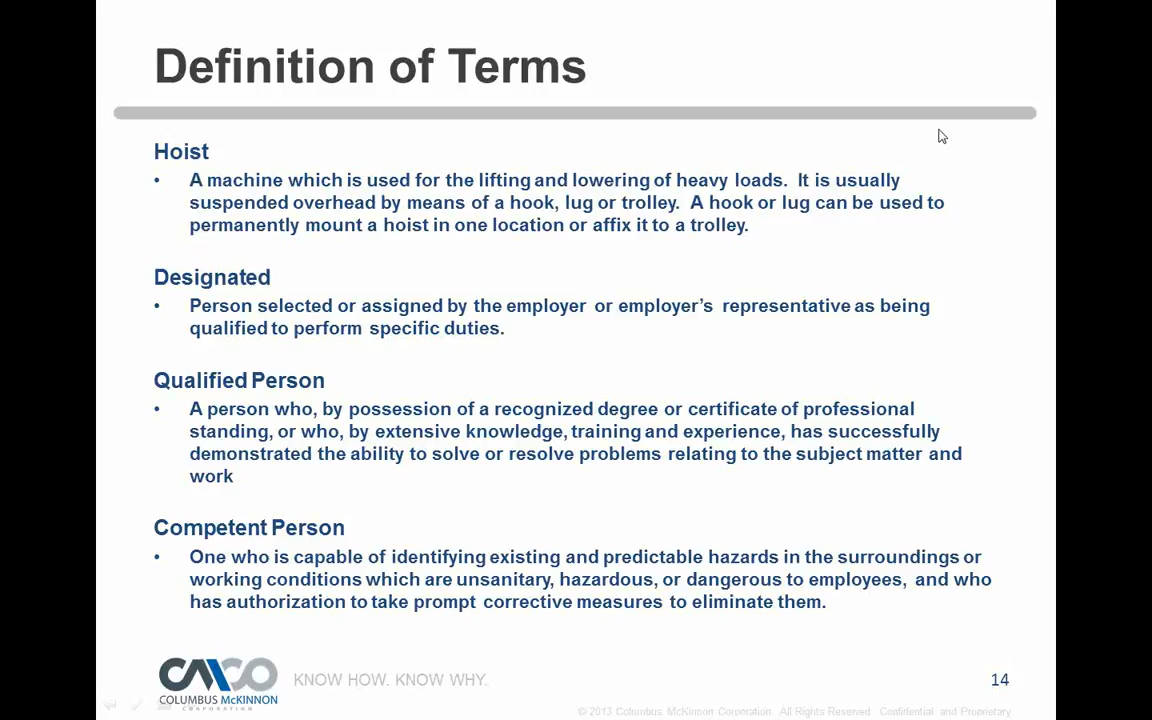 Definition of Terms
Hoist
• A machine which is used for the lifting and lowering of heavy loads. It is usually
suspended overhead by means of a hook, lug or trolley. A hook or lug can be used to
permanently mount a hoist in one location or affix it to a trolley.
Designated
• Person selected or assigned by the employer or employer's representative as being
qualified to perform specific duties.
Qualified Person
• A person who, by possession of a recognized degree or certificate of professional
standing, or who, by extensive knowledge, training and experience, has successfully
demonstrated the ability to solve or resolve problems relating to the subject matter and
work
Competent Person
• One who is capable of identifying existing and predictable hazards in the surroundings or
working conditions which are unsanitary, hazardous, or dangerous to employees, and who
has authorization to take prompt corrective measures to eliminate them.
CMCO
COLUMBUS McKINNON
CORPORATION
KNOW HOW. KNOW WHY.
14
© 2013 Columbus McKinnon Corporation. All Rights Reserved. Confidential and Proprietary